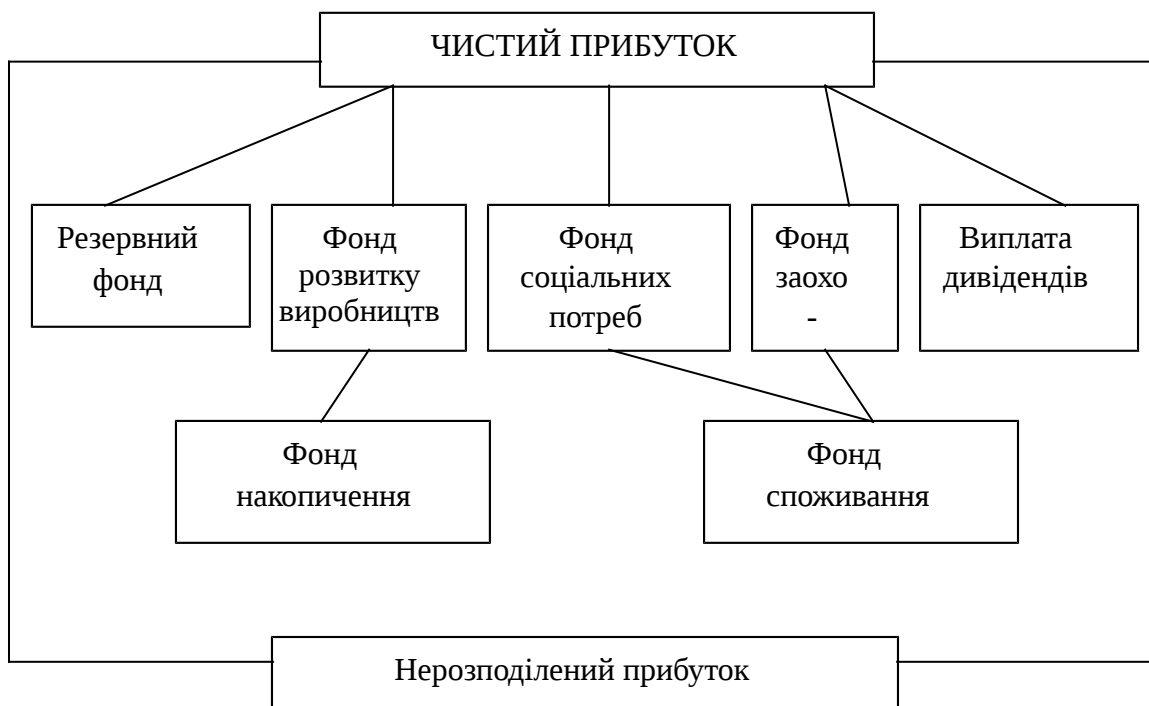 ЧИСТИЙ ПРИБУТОК
Резервний
фонд
Фонд
розвитку
виробництв
Фонд
соціальних
потреб
Фонд
заохо
-
Виплата
дивідендів
Фонд
накопичення
Фонд
споживання
Нерозподілений прибуток